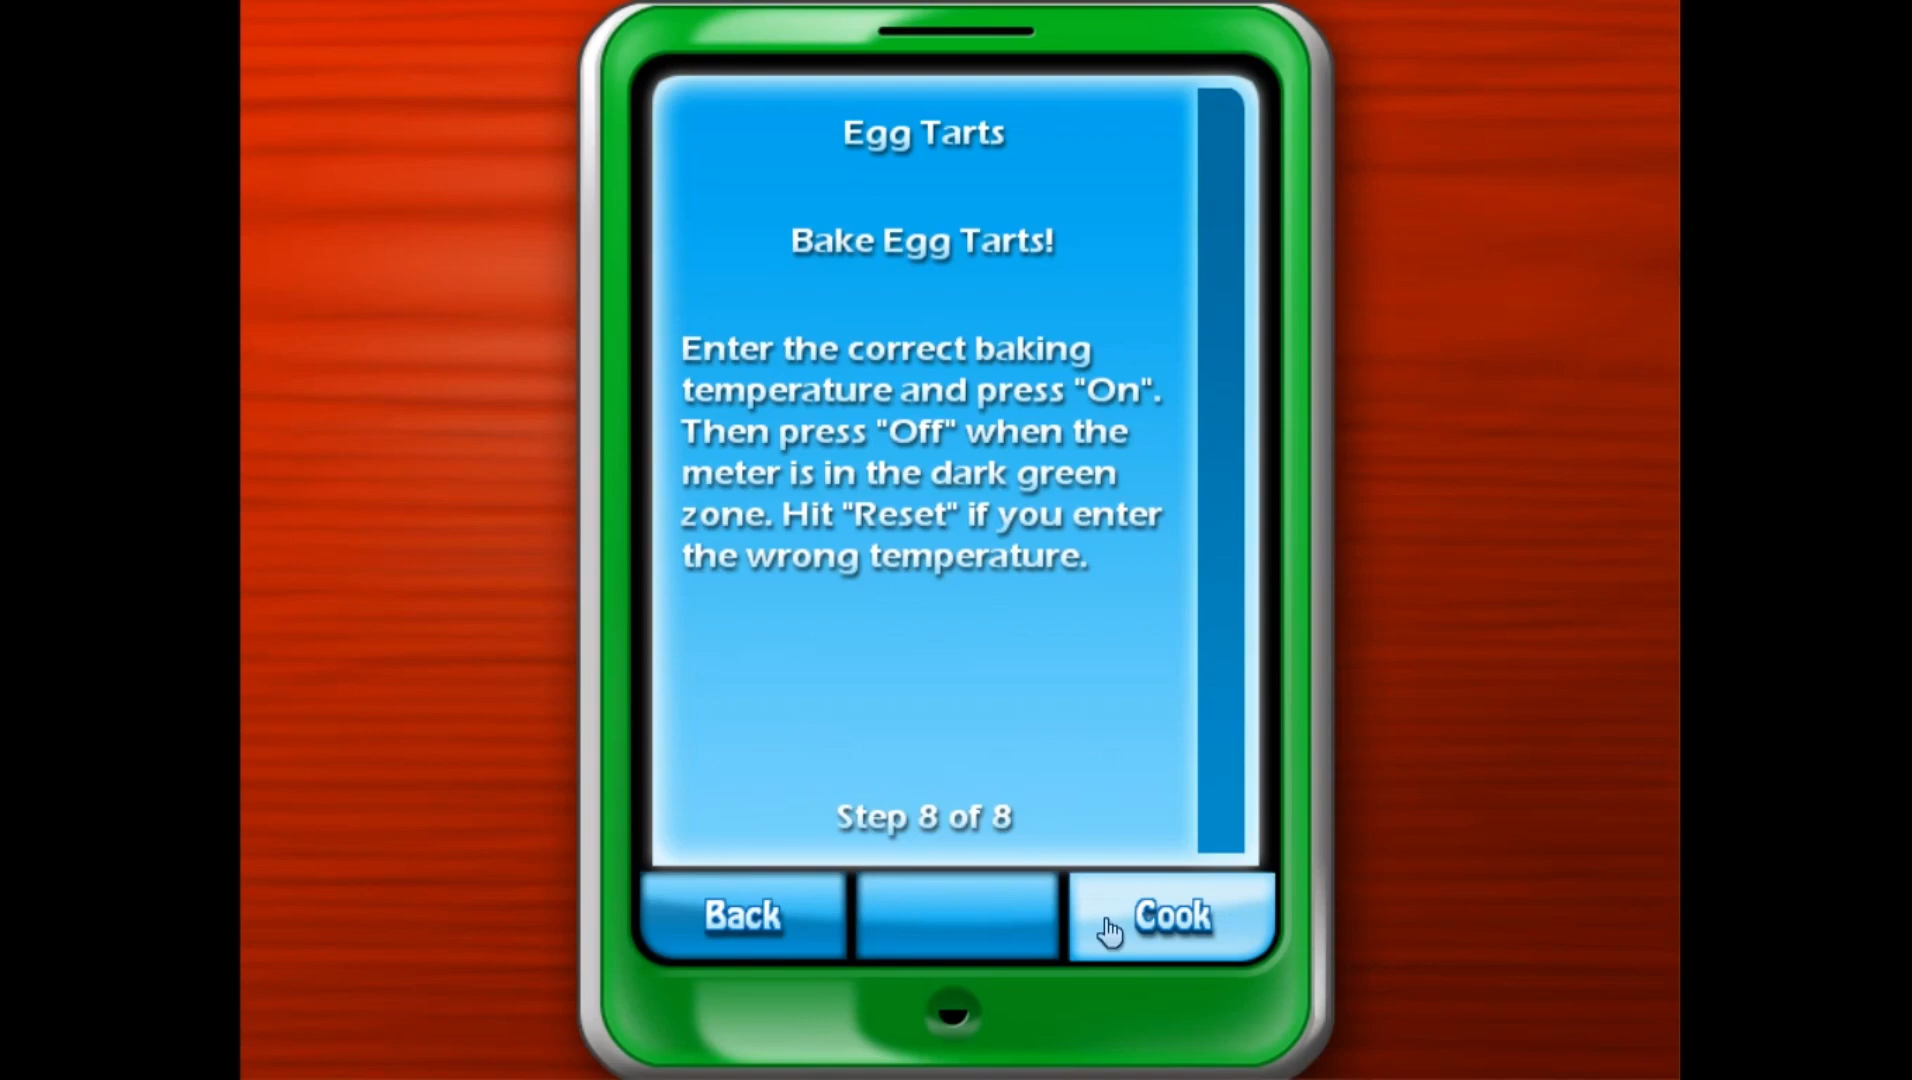 Egg Tarts
Bake Egg Tarts!
Enter the correct baking
temperature and press "On".
Then press "Off" when the
meter is in the dark green
zone. Hit "Reset" if you enter
the wrong temperature.
Step 8 of 8
Back
Cook